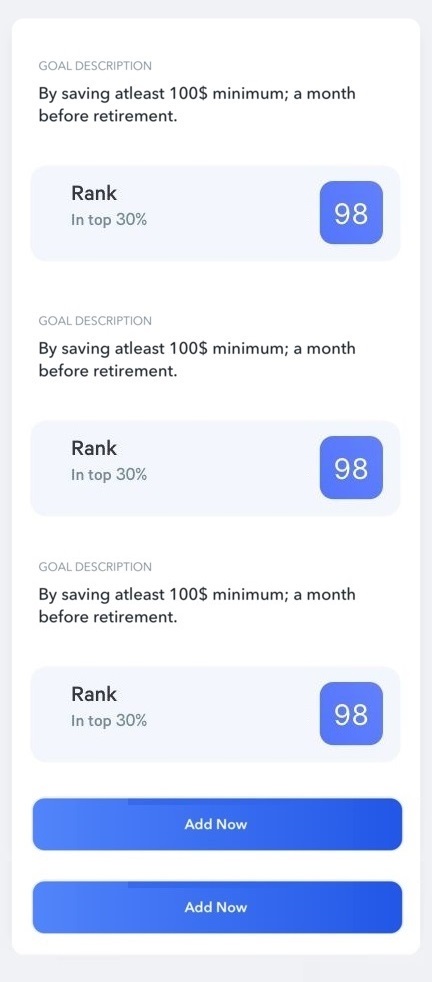 GOAL DESCRIPTION
By saving atleast 100$ minimum; a month
before retirement.
Rank
In top 30%
98
GOAL DESCRIPTION
By saving atleast 100$ minimum; a month
before retirement.
Rank
In top 30%
98
GOAL DESCRIPTION
By saving atleast 100$ minimum; a month
before retirement.
Rank
In top 30%
98
Add Now
Add Now